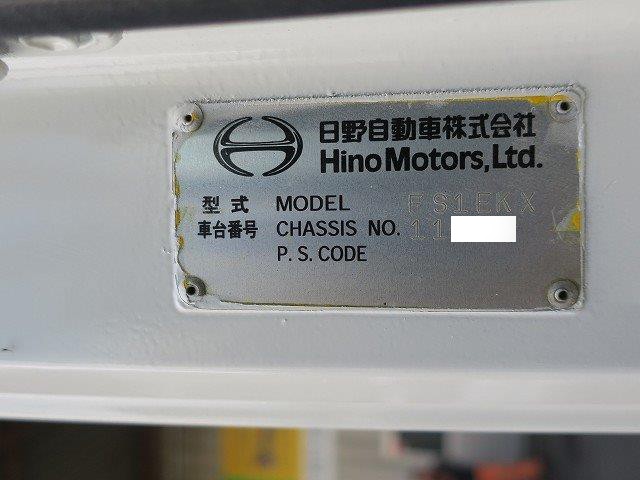 日野自動車株式会社
Hino Motors, Ltd.
型式 MODEL FS1EKX
車台番号 CHASSIS NO. 11
P.S. CODE